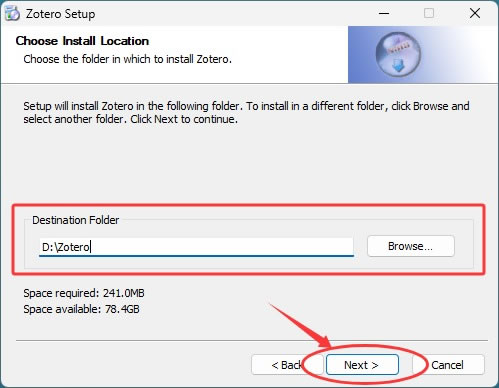 Zotero Setup
Choose Install Location
Choose the folder in which to install Zotero.
Setup will install Zotero in the following folder. To install in a different folder, click Browse and
select another folder. Click Next to continue.
Destination Folder
D:\Zotero
Browse...
Space required: 241.0MB
Space available: 78.4GB
< Back
Next >
Cancel